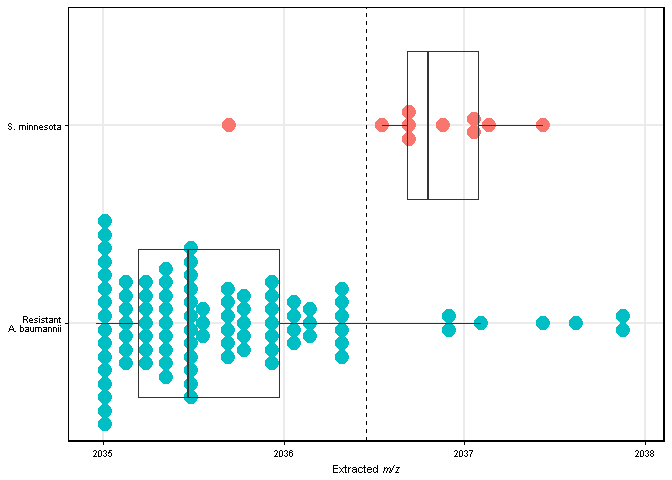 S. minnesota
Resistant
A. baumannii
2035
2036
2037
2038
Extracted m/z